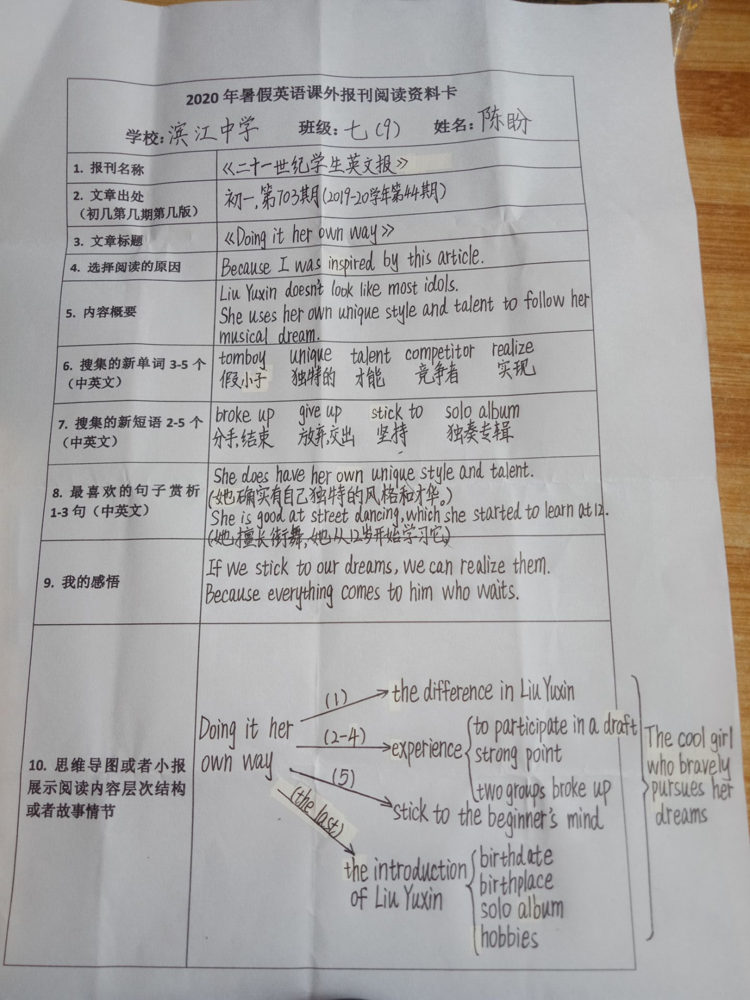 2020年暑假英语课外报刊阅读资料卡
学校:滨江中学 班级:七(9) 姓名:陈盼
1. 报刊名称 《二十一世纪学生英文报》
2. 文章出处
(初几第几期第几版)
初一,第703期(2019-20学年第44期)
3. 文章标题 《Doing it her own way》
4. 选择阅读的原因 Because I was inspired by this article.
5. 内容概要
Liu Yuxin doesn't look like most idols.
She uses her own unique style and talent to follow her
musical dream.
6. 搜集的新单词 3-5 个
(中英文)
tomboy unique talent competitor realize
假小子 独特的 才能 竞争者 实现
7. 搜集的新短语 2-5 个
(中英文)
broke up give up stick to solo album
分手,结束 放弃,交出 坚持 独奏专辑
8. 最喜欢的句子赏析
1-3 句(中英文)
She does have her own unique style and talent.
(她确实有自己独特的风格和才华。)
She is good at street dancing, which she started to learn at 12.
(她擅长街舞,她从12岁开始学习它。)
9. 我的感悟
If we stick to our dreams, we can realize them.
Because everything comes to him who waits.
10. 思维导图或者小报
展示阅读内容层次结构
或者故事情节
Doing it her
own way
(1)
the difference in Liu Yuxin
(2-4)
experience
to participate in a draft
strong point
two groups broke up
(5)
stick to the beginner's mind
(the last)
the introduction
of Liu Yuxin
birthdate
birthplace
solo album
hobbies
The cool girl
who bravely
pursues her
dreams